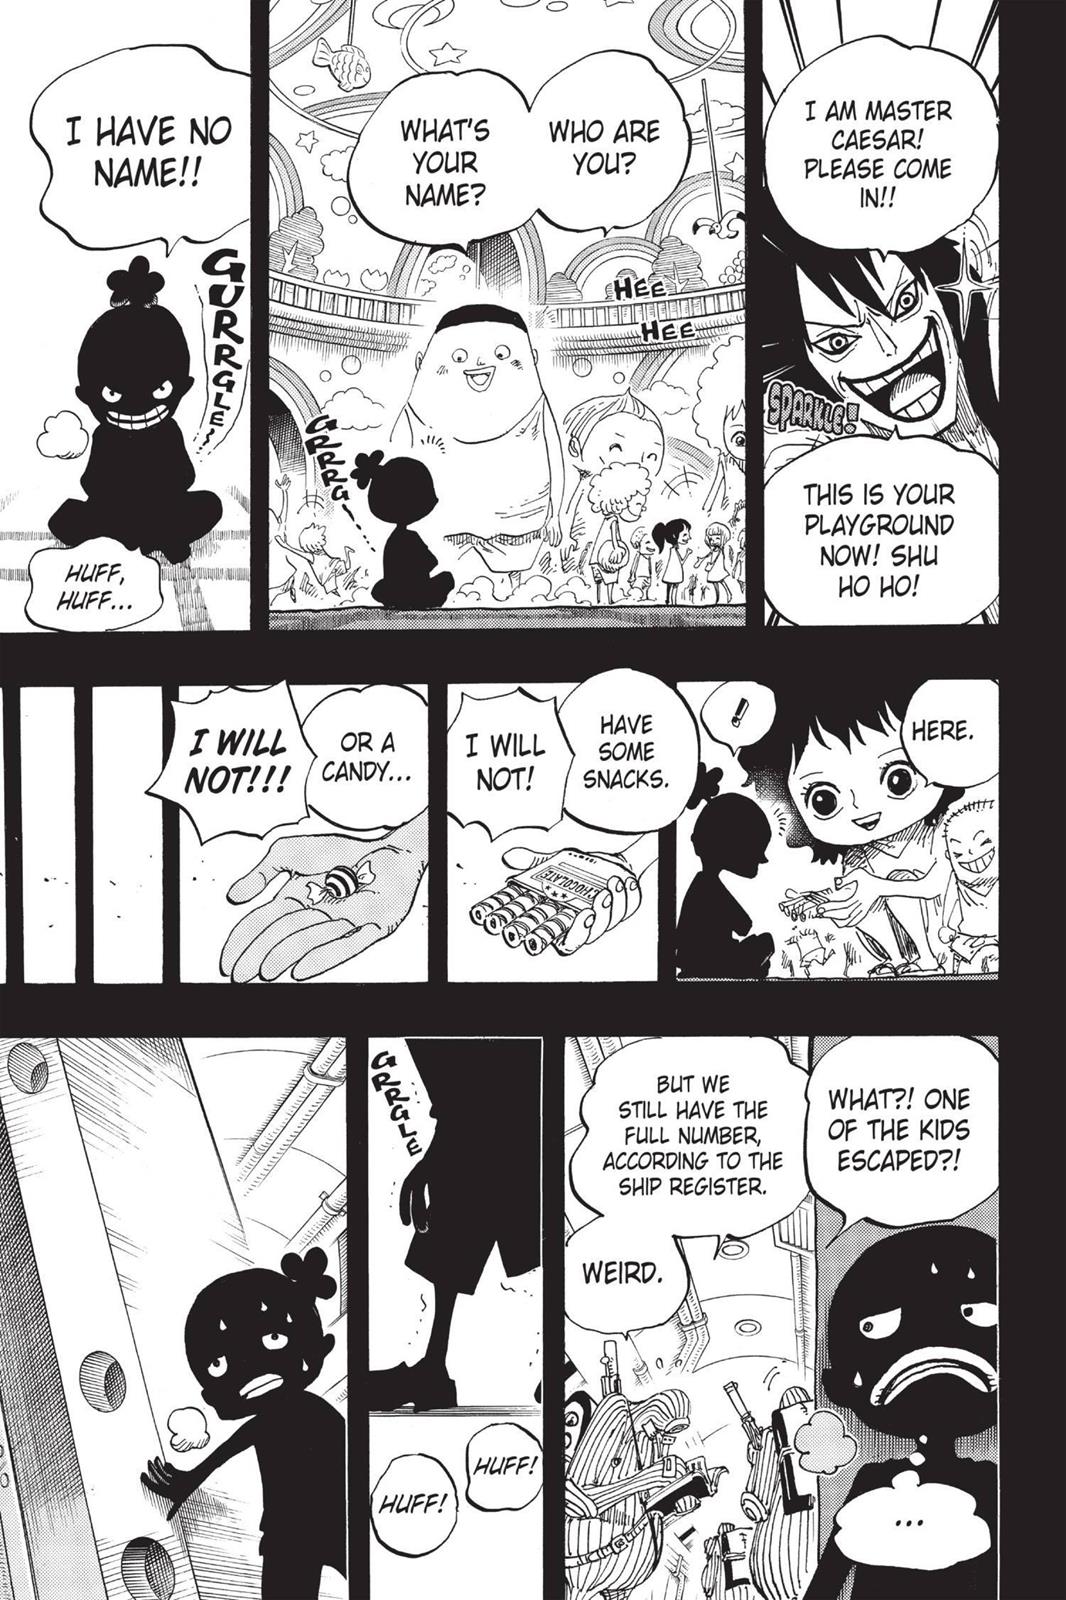 I AM MASTER
CAESAR!
PLEASE COME
IN!!
SPARKLE!
THIS IS YOUR
PLAYGROUND
NOW! SHU
HO HO!
WHO ARE
YOU?
WHAT'S
YOUR
NAME?
HEE
HEE
GRRRG
I HAVE NO
NAME!!
GURRGLE
HUFF,
HUFF...
HERE.
!
HAVE
SOME
SNACKS.
I WILL
NOT!
CHOCOLATE
OR A
CANDY...
I WILL
NOT!!!
WHAT?! ONE
OF THE KIDS
ESCAPED?!
BUT WE
STILL HAVE THE
FULL NUMBER,
ACCORDING TO THE
SHIP REGISTER.
WEIRD.
L
L
...
GRRGLE
HUFF!
HUFF!